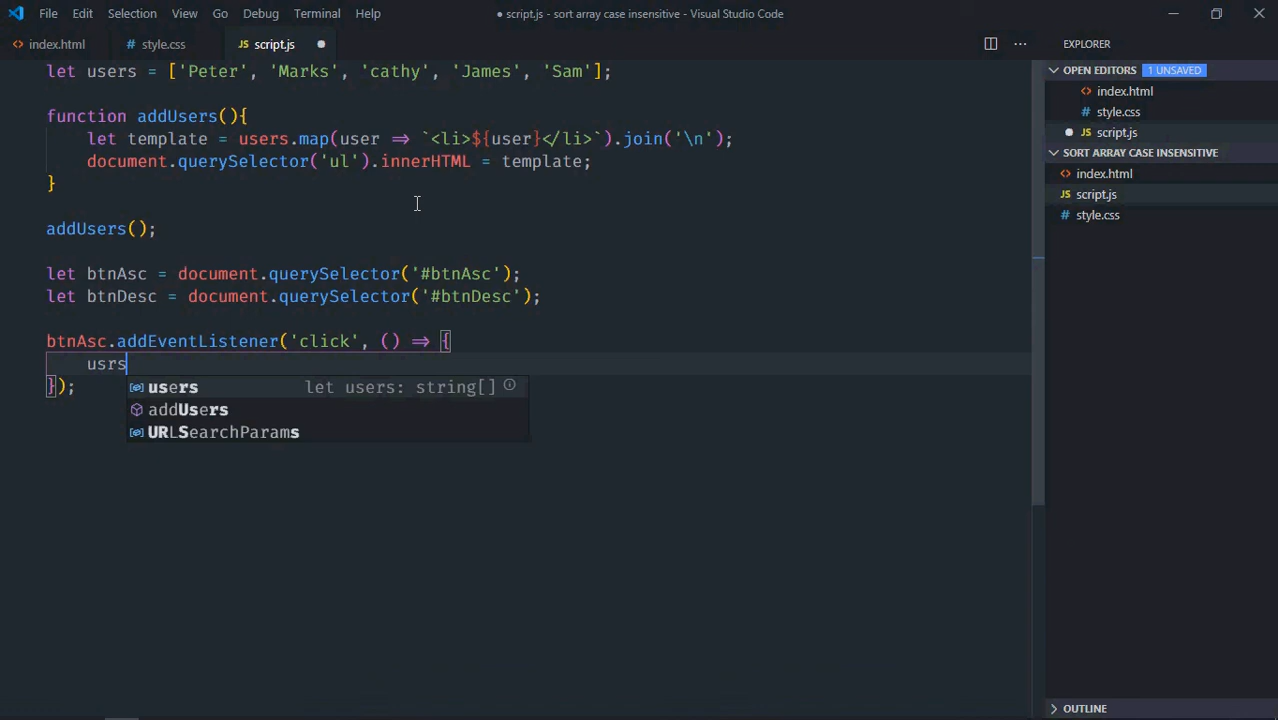 File Edit Selection View Go Debug Terminal Help ● script.js - sort array case insensitive - Visual Studio Code
<> index.html # style.css JS script.js ● ... EXPLORER
let users = ['Peter', 'Marks', 'cathy', 'James', 'Sam'];
OPEN EDITORS 1 UNSAVED
<> index.html
function addUsers(){
# style.css
let template = users.map(user => `<li>${user}</li>`).join('\n');
● JS script.js
document.querySelector('ul').innerHTML = template;
SORT ARRAY CASE INSENSITIVE
<> index.html
}
JS script.js
# style.css
addUsers();
let btnAsc = document.querySelector('#btnAsc');
let btnDesc = document.querySelector('#btnDesc');
btnAsc.addEventListener('click', () => {
usrs
});
users let users: string[]
addUsers
URLSearchParams
OUTLINE